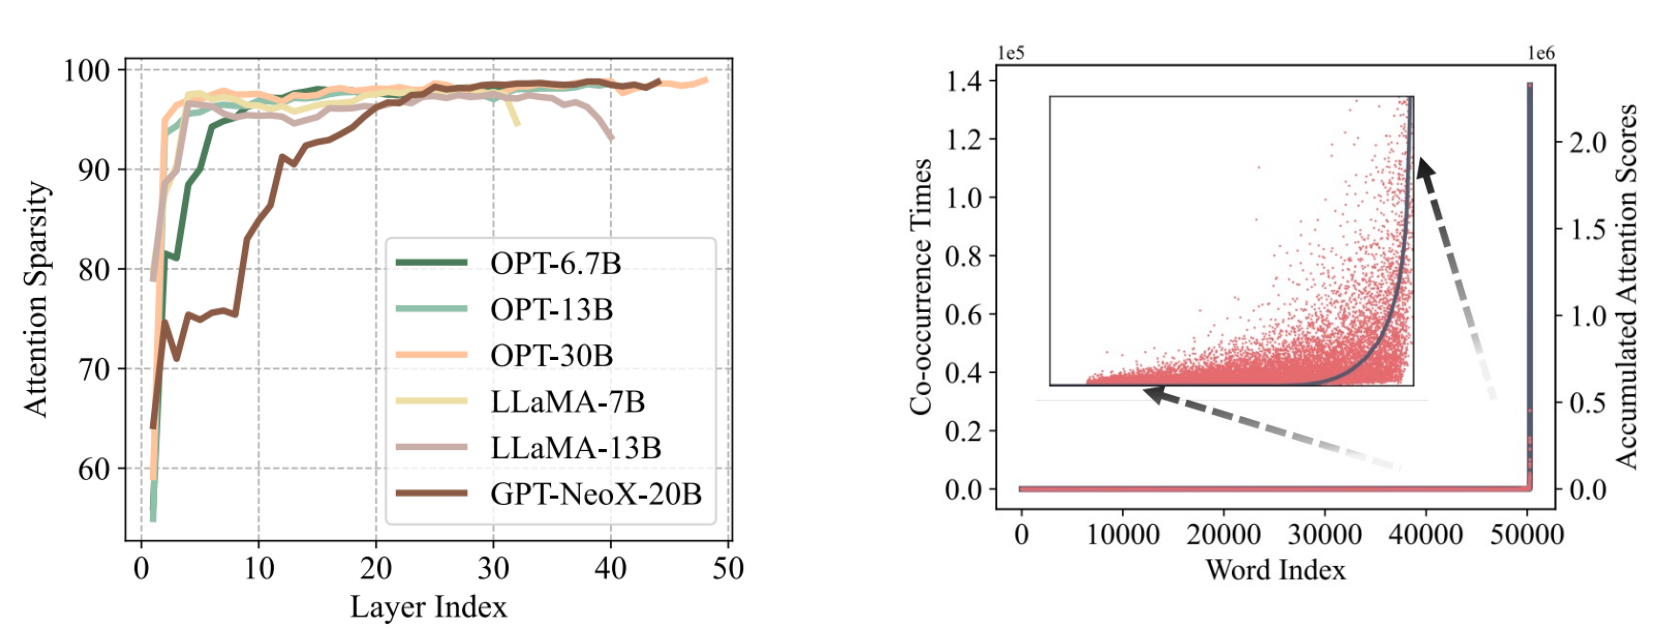 100
90
80
70
60
Attention Sparsity
OPT-6.7B
OPT-13B
OPT-30B
LLaMA-7B
LLaMA-13B
GPT-NeoX-20B
0 10 20 30 40 50
Layer Index
1e5 1e6
1.4
1.2
1.0
0.8
0.6
0.4
0.2
0.0
Co-occurrence Times
2.0
1.5
1.0
0.5
0.0
Accumulated Attention Scores
0 10000 20000 30000 40000 50000
Word Index